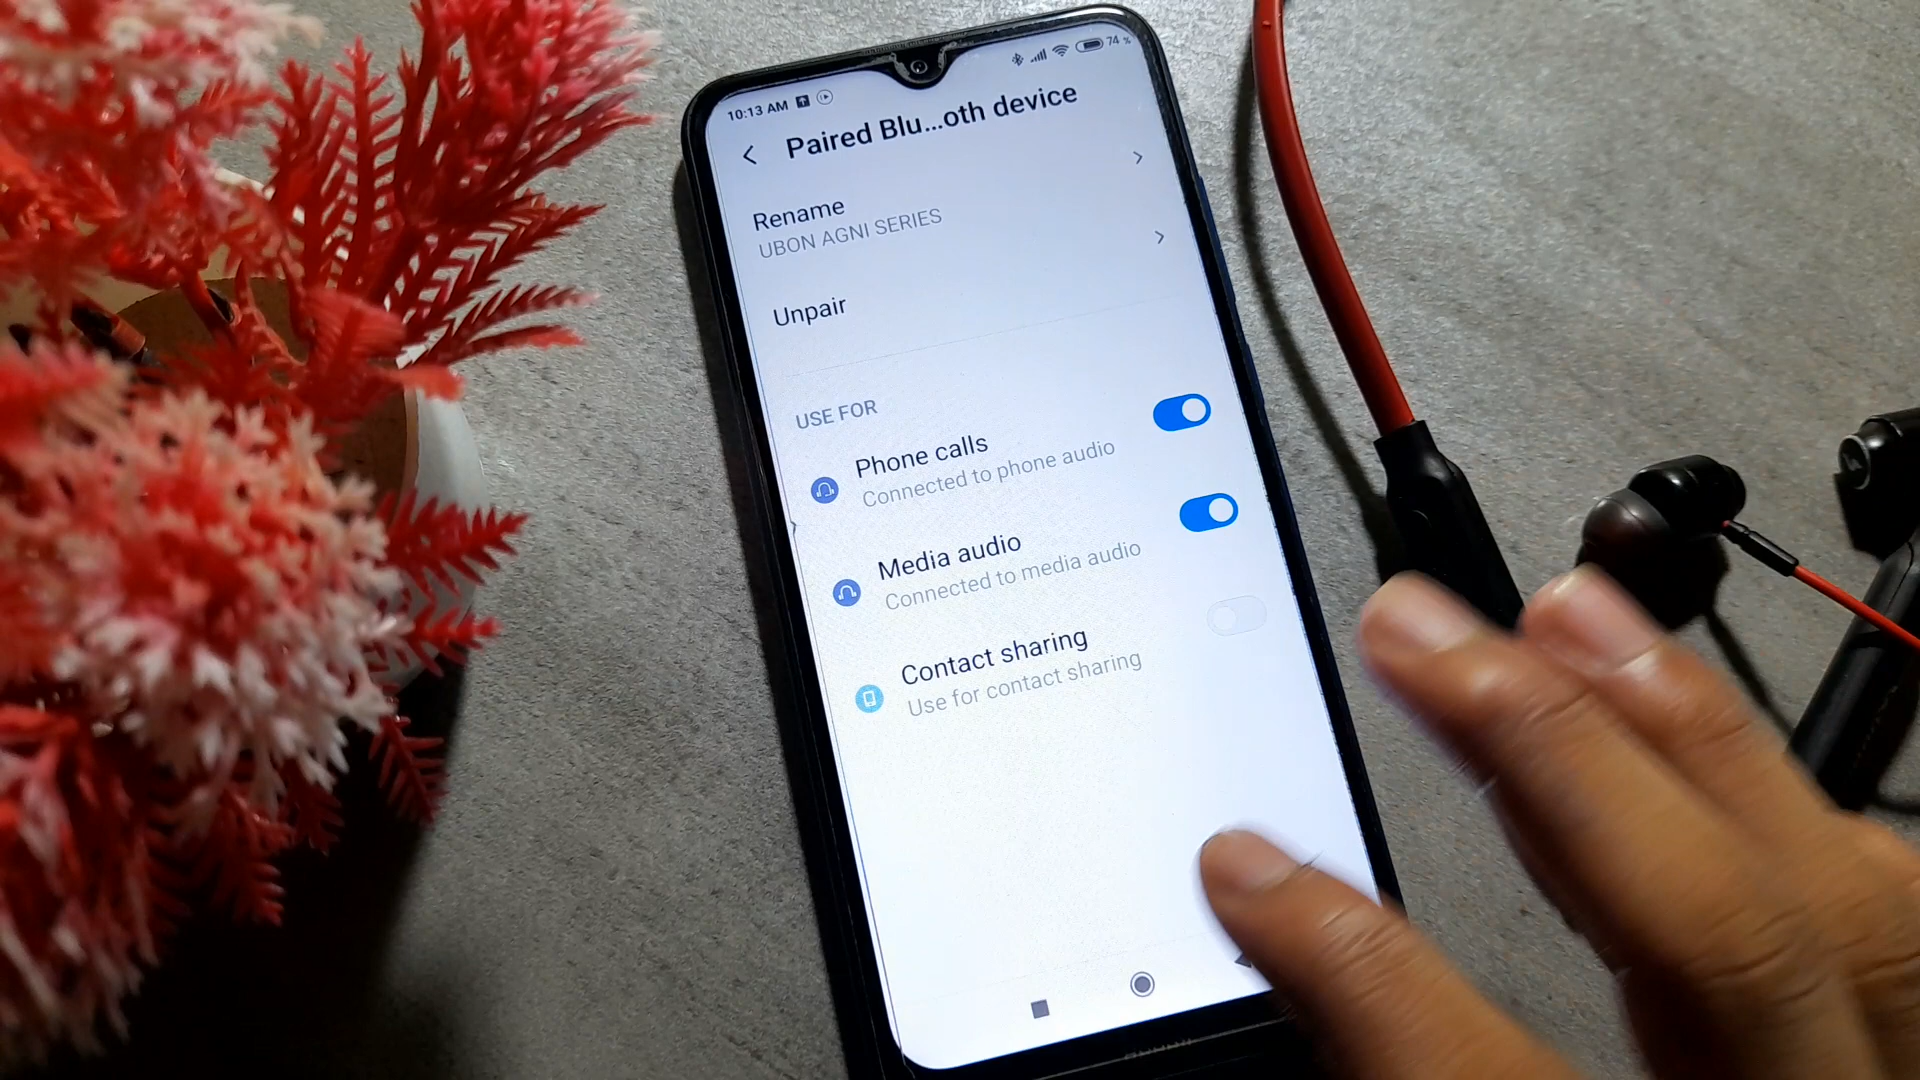 10:13 AM
74 %
Paired Blu...oth device
Rename
UBON AGNI SERIES
Unpair
USE FOR
Phone calls
Connected to phone audio
Media audio
Connected to media audio
Contact sharing
Use for contact sharing